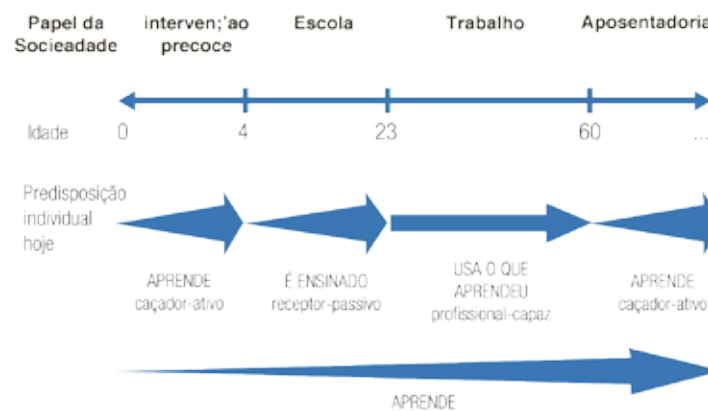 Papel da
Socieadade
interven;'ao
precoce
Escola
Trabalho
Aposentadoria
Idade
0
4
23
60
...
Predisposição
individual
hoje
APRENDE
caçador-ativo
É ENSINADO
receptor-passivo
USA O QUE
APRENDEU
profissional-capaz
APRENDE
caçador-ativo
APRENDE